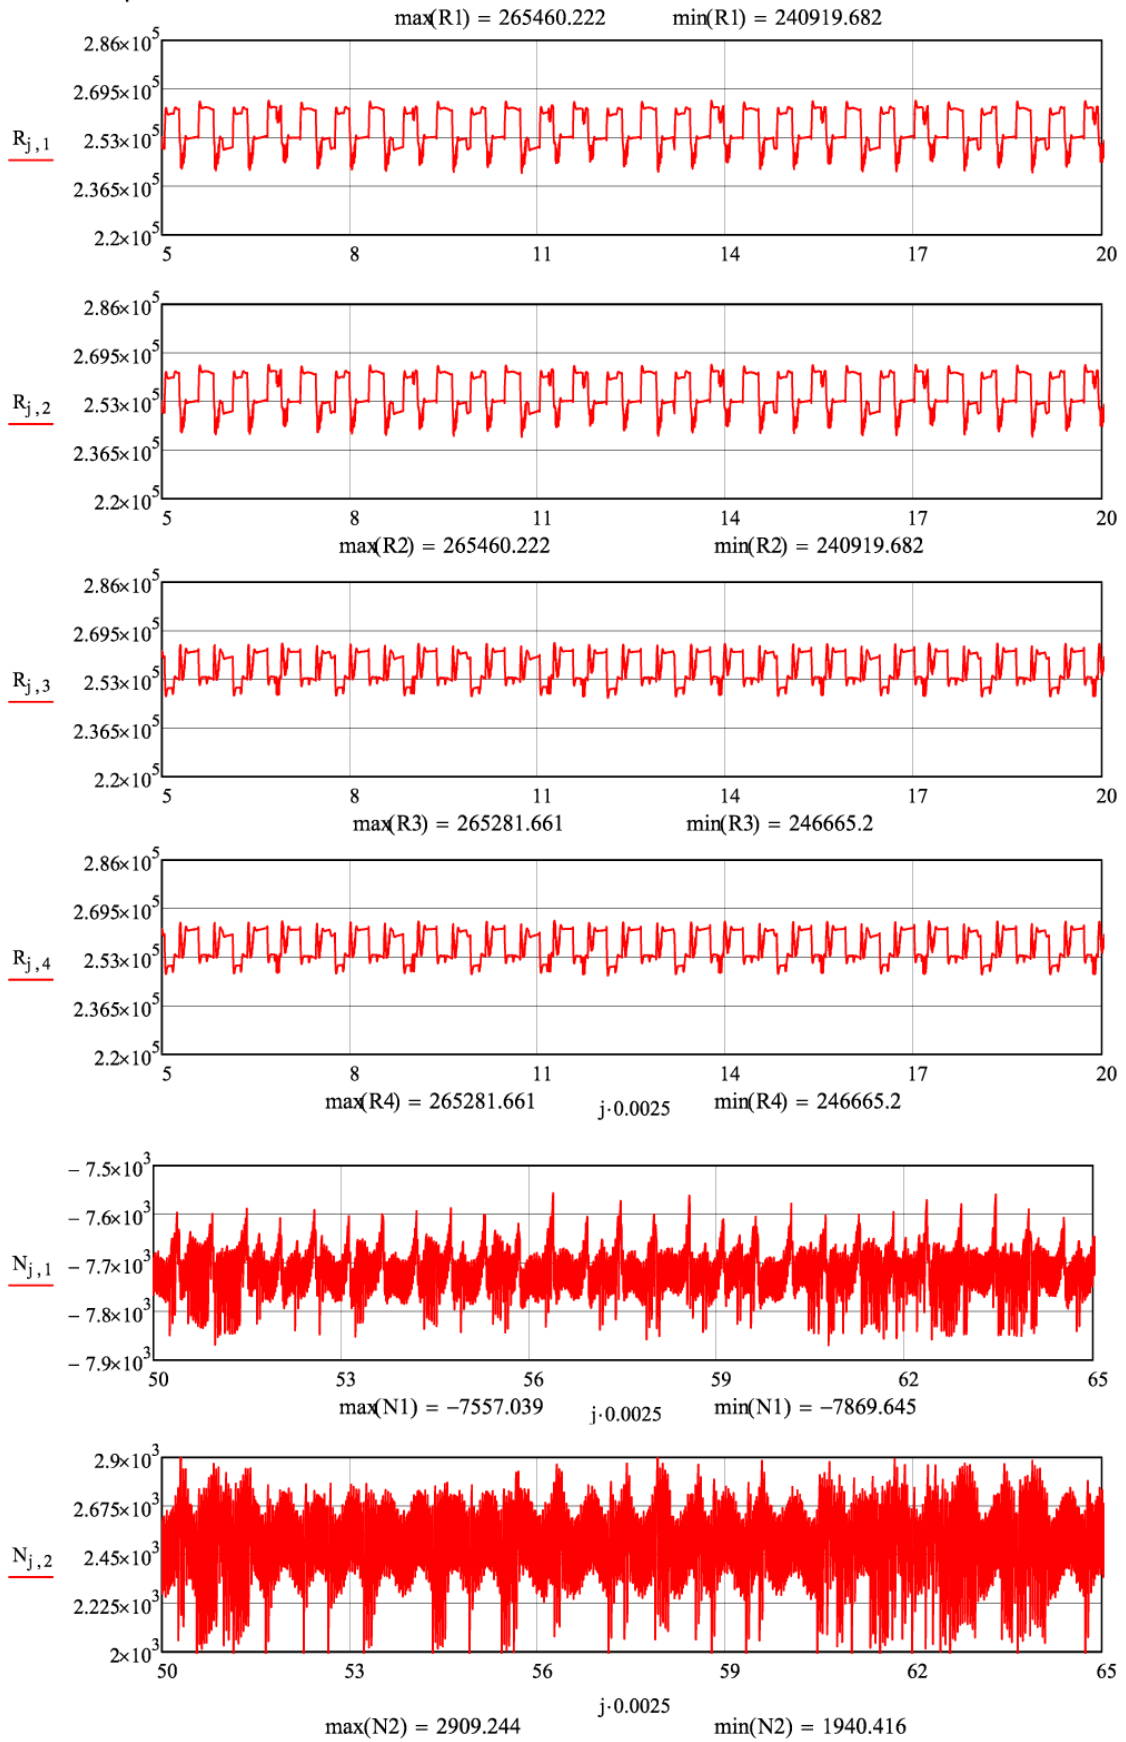 max(R1) = 265460.222 min(R1) = 240919.682
2.86×10^5
2.695×10^5
R_j,1 2.53×10^5
2.365×10^5
2.2×10^5
5 8 11 14 17 20
2.86×10^5
2.695×10^5
R_j,2 2.53×10^5
2.365×10^5
2.2×10^5
5 8 11 14 17 20
max(R2) = 265460.222 min(R2) = 240919.682
2.86×10^5
2.695×10^5
R_j,3 2.53×10^5
2.365×10^5
2.2×10^5
5 8 11 14 17 20
max(R3) = 265281.661 min(R3) = 246665.2
2.86×10^5
2.695×10^5
R_j,4 2.53×10^5
2.365×10^5
2.2×10^5
5 8 11 14 17 20
max(R4) = 265281.661 j·0.0025 min(R4) = 246665.2
− 7.5×10^3
− 7.6×10^3
N_j,1 − 7.7×10^3
− 7.8×10^3
− 7.9×10^3
50 53 56 59 62 65
max(N1) = −7557.039 j·0.0025 min(N1) = −7869.645
2.9×10^3
2.675×10^3
N_j,2 2.45×10^3
2.225×10^3
2×10^3
50 53 56 59 62 65
j·0.0025
max(N2) = 2909.244 min(N2) = 1940.416